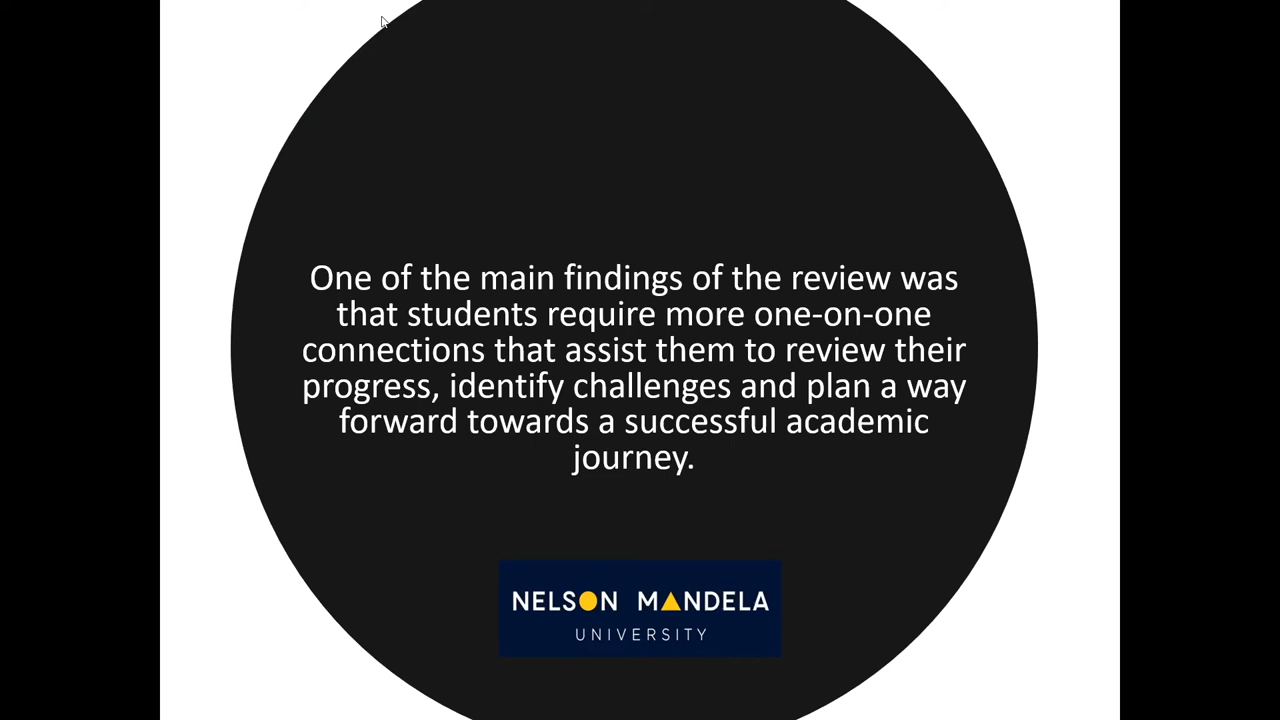 One of the main findings of the review was
that students require more one-on-one
connections that assist them to review their
progress, identify challenges and plan a way
forward towards a successful academic
journey.
NELSON MANDELA
UNIVERSITY